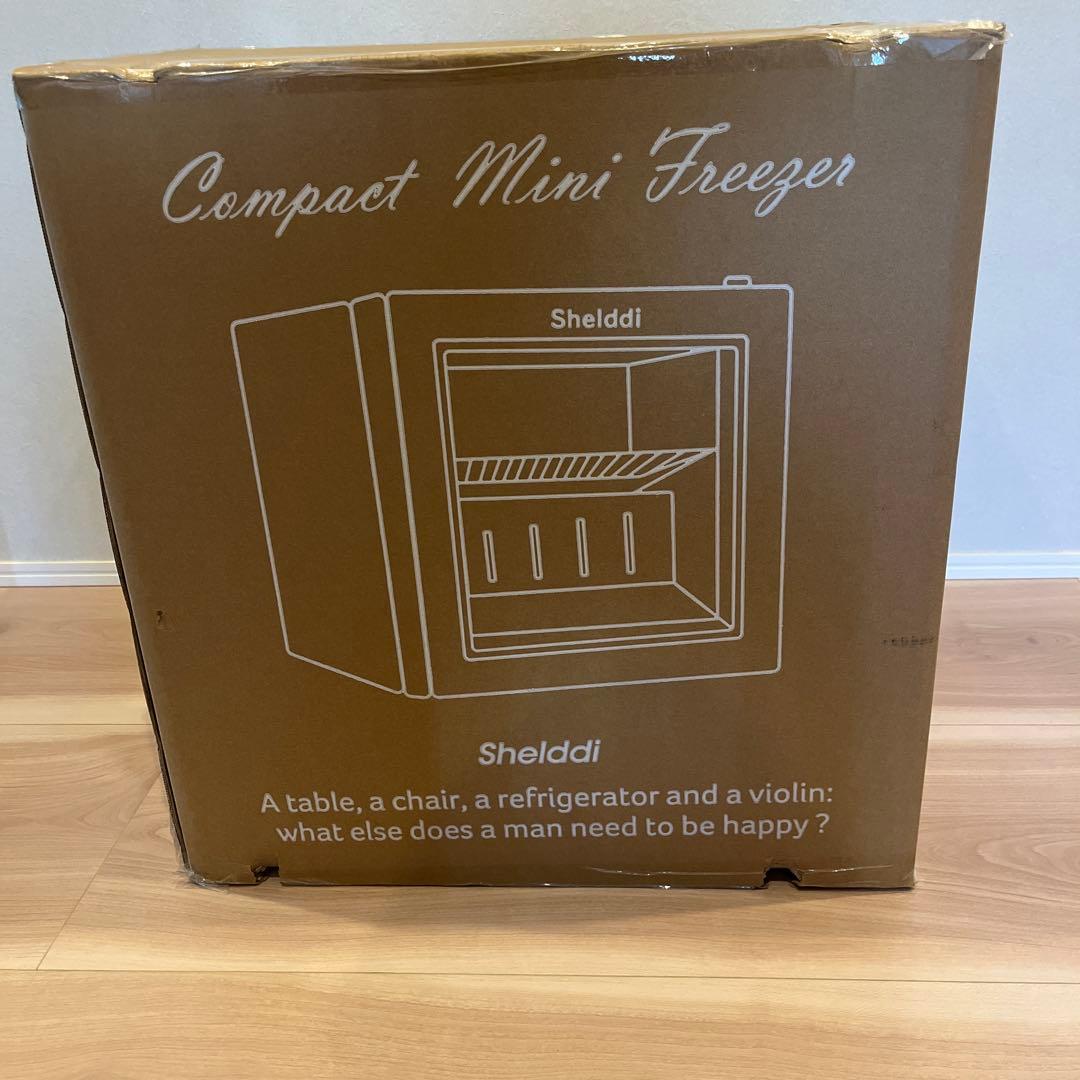 Compact Mini Freezer
Shelddi
Shelddi
A table, a chair, a refrigerator and a violin:
what else does a man need to be happy ?